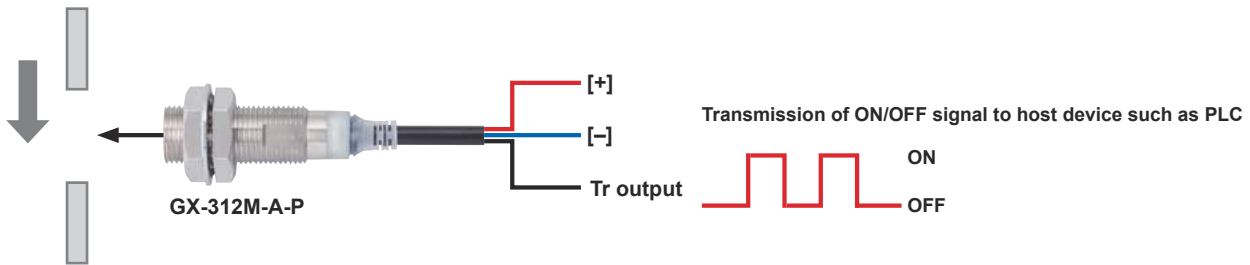 [+]
Transmission of ON/OFF signal to host device such as PLC
[–]
ON
Tr output
OFF
GX-312M-A-P